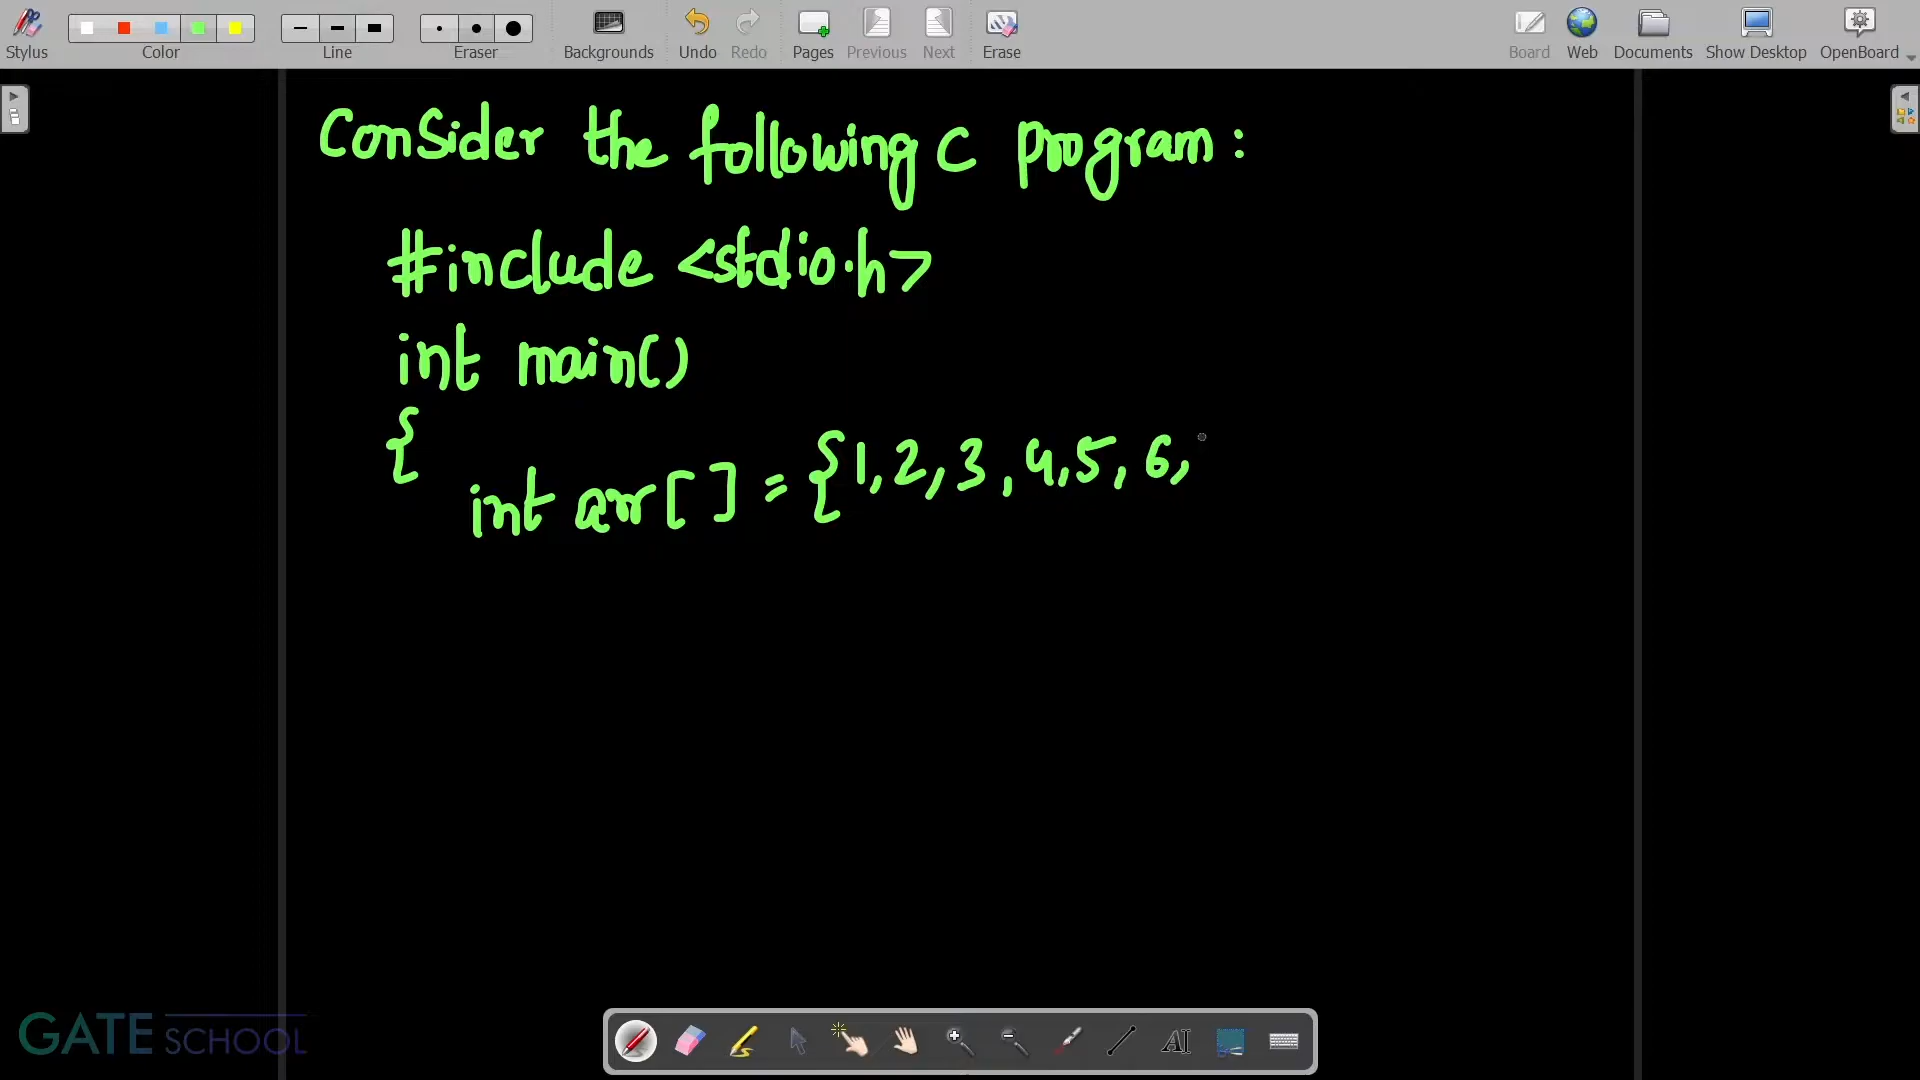 Stylus Color Line Eraser Backgrounds Undo Redo Pages Previous Next Erase Board Web Documents Show Desktop OpenBoard
Consider the following C program:
#include <stdio.h>
int main()
{
int arr[] = {1,2,3,4,5,6,
GATE SCHOOL
AI